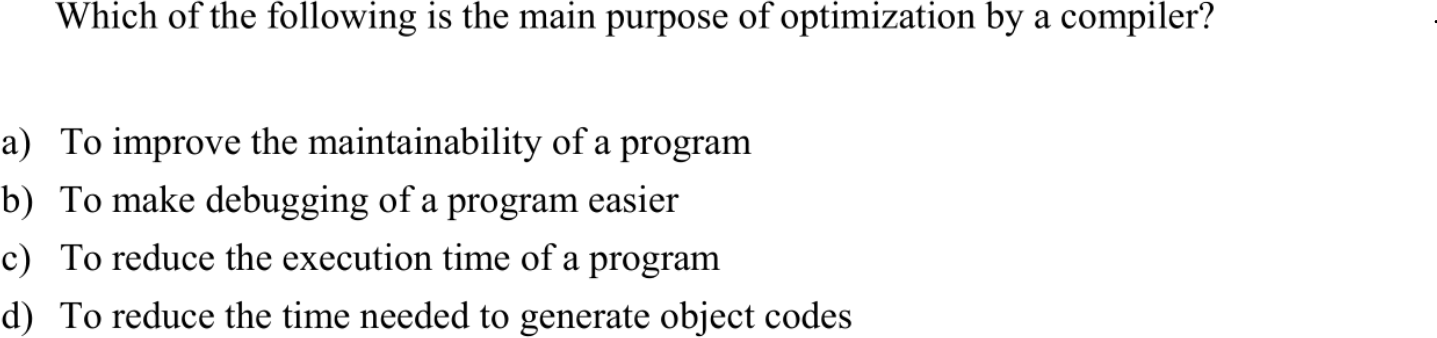 Which of the following is the main purpose of optimization by a compiler?
a) To improve the maintainability of a program
b) To make debugging of a program easier
c) To reduce the execution time of a program
d) To reduce the time needed to generate object codes